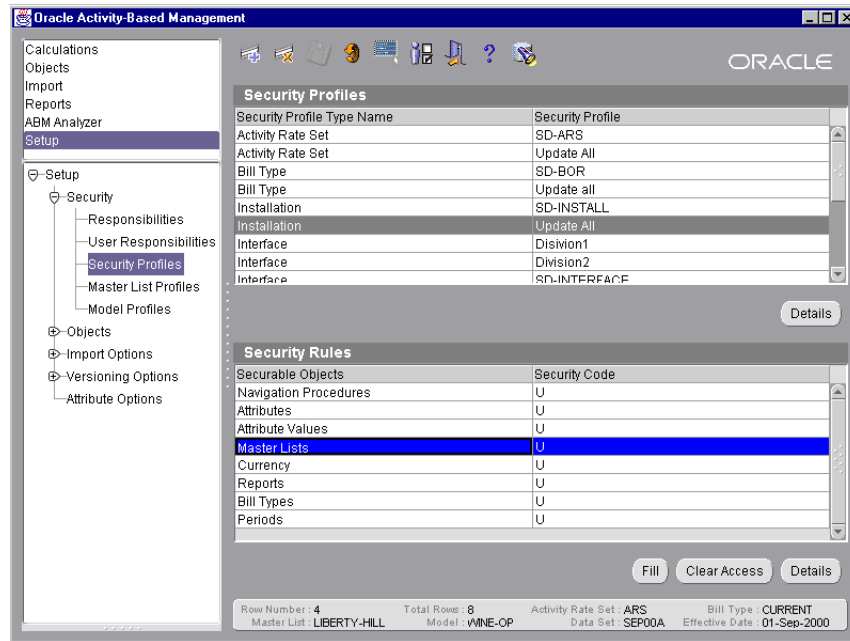 Oracle Activity-Based Management
Calculations
Objects
Import
Reports
ABM Analyzer
Setup
ORACLE
Setup
Security
Responsibilities
User Responsibilities
Security Profiles
Master List Profiles
Model Profiles
Objects
Import Options
Versioning Options
Attribute Options
Security Profiles
Security Profile Type Name Security Profile
Activity Rate Set SD-ARS
Activity Rate Set Update All
Bill Type SD-BOR
Bill Type Update all
Installation SD-INSTALL
Installation Update All
Interface Disivion1
Interface Division2
Interface SD-INTERFACE
Details
Security Rules
Securable Objects Security Code
Navigation Procedures U
Attributes U
Attribute Values U
Master Lists U
Currency U
Reports U
Bill Types U
Periods U
Fill Clear Access Details
Row Number : 4 Total Rows : 8 Activity Rate Set : ARS Bill Type : CURRENT
Master List : LIBERTY-HILL Model : WINE-OP Data Set : SEP00A Effective Date : 01-Sep-2000